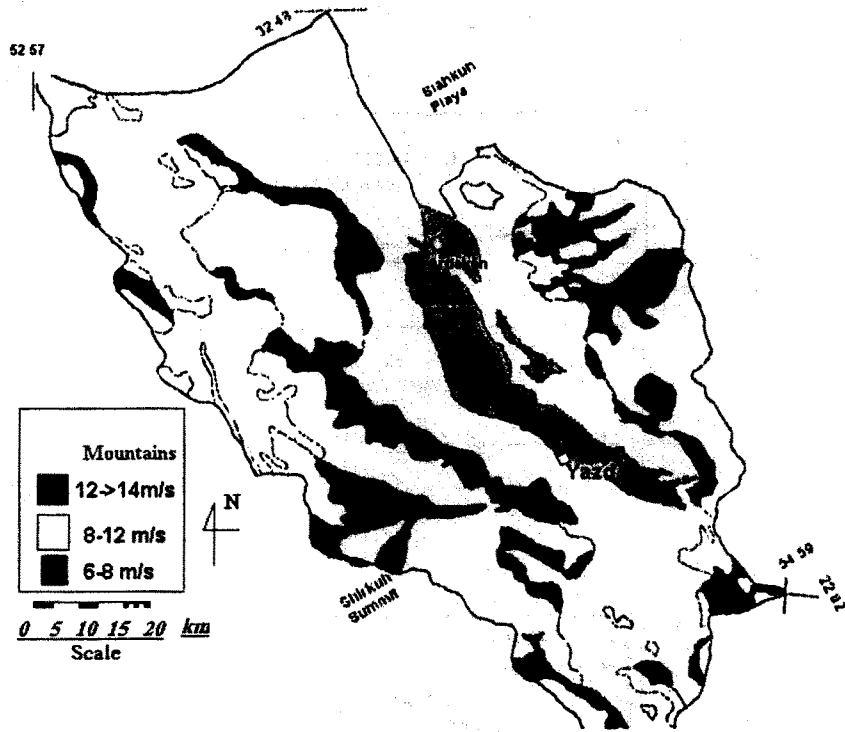 32 48
52 57
Siahkuh
Playa
Yazd
Mountains
12->14m/s
8-12 m/s
6-8 m/s
N
Shirkuh
Summit
54 59
0 5 10 15 20 km
Scale